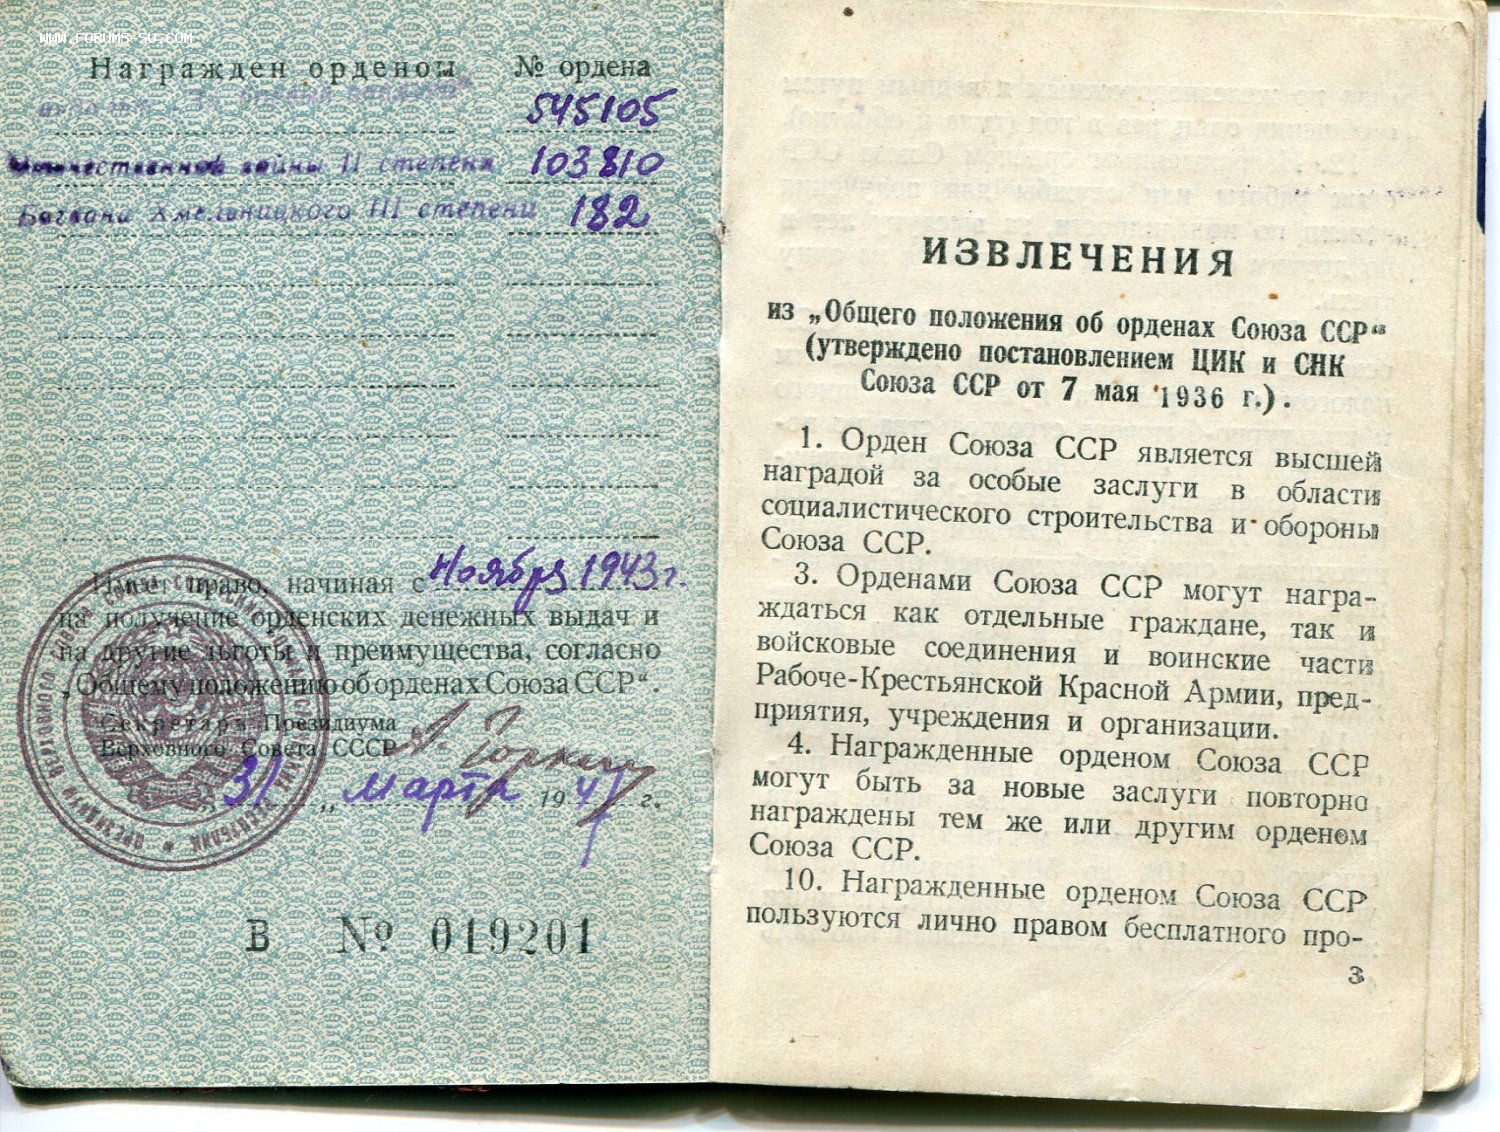 WWW.FORUMS-SU.COM
Награжден орденом № ордена
медалью „За боевые заслуги" 545105
Отечественной войны II степени 103810
Богдана Хмельницкого III степени 182
Имеет право, начиная с Ноября 1943 г.
на получение орденских денежных выдач и
на другие льготы и преимущества, согласно
„Общему положению об орденах Союза ССР".
Секретарь Президиума
Верховного Совета СССР А. Горкин
31 „ марта 1947 г.
В № 019201
ИЗВЛЕЧЕНИЯ
из „Общего положения об орденах Союза ССР"
(утверждено постановлением ЦИК и СНК
Союза ССР от 7 мая 1936 г.).
1. Орден Союза ССР является высшей
наградой за особые заслуги в области
социалистического строительства и обороны
Союза ССР.
3. Орденами Союза ССР могут награ-
ждаться как отдельные граждане, так и
войсковые соединения и воинские части
Рабоче-Крестьянской Красной Армии, пред-
приятия, учреждения и организации.
4. Награжденные орденом Союза ССР
могут быть за новые заслуги повторно
награждены тем же или другим орденом
Союза ССР.
10. Награжденные орденом Союза ССР
пользуются лично правом бесплатного про-
3